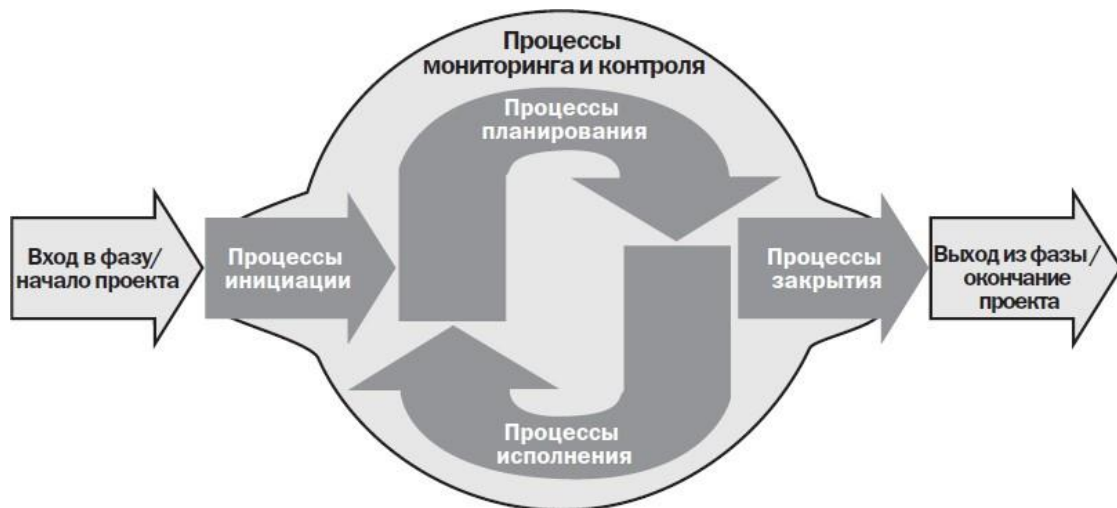 Процессы
мониторинга и контроля
Процессы
планирования
Вход в фазу/
начало проекта
Процессы
инициации
Процессы
закрытия
Выход из фазы/
окончание
проекта
Процессы
исполнения